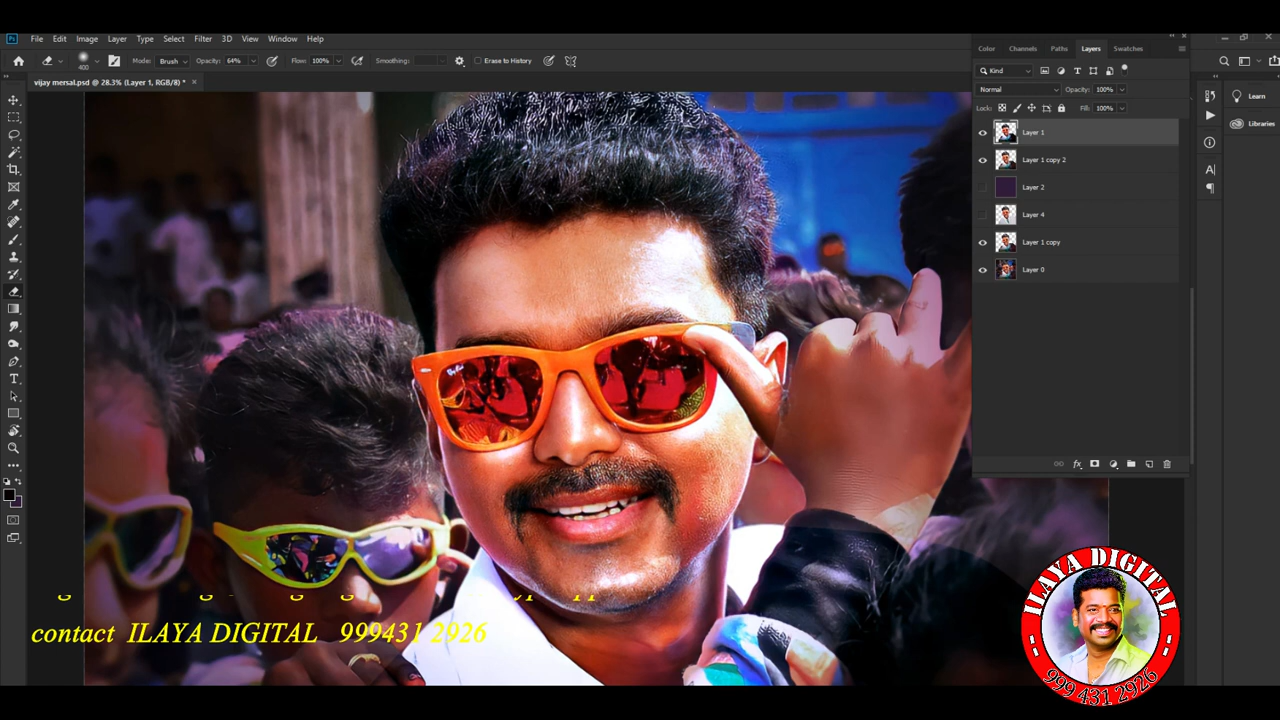 File Edit Image Layer Type Select Filter 3D View Window Help
Mode: Brush Opacity: 64% Flow: 100% Smoothing: Erase to History
400
vijay mersal.psd @ 28.3% (Layer 1, RGB/8) * ×
Color Channels Paths Layers Swatches
Kind
Normal Opacity: 100%
Lock: Fill: 100%
Layer 1
Layer 1 copy 2
Layer 2
Layer 4
Layer 1 copy
Layer 0
Learn
Libraries
Ray-Ban
contact ILAYA DIGITAL 999431 2926
ILAYA DIGITAL
999 431 2926